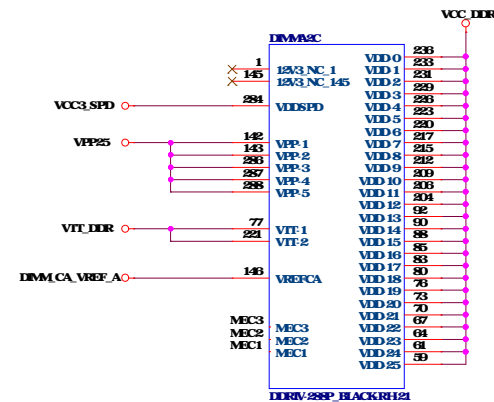 VCC_DDR
DIMMA2C
1 12V3_NC_1
145 12V3_NC_145
VCC3_SPD 284 VDDSPD
VPP25 142 VPP-1
143 VPP-2
286 VPP-3
287 VPP-4
288 VPP-5
VTT_DDR 77 VTT-1
221 VTT-2
DIMM_CA_VREF_A 146 VREFCA
MEC3 MEC3
MEC2 MEC2
MEC1 MEC1
VDD-0 236
VDD-1 233
VDD-2 231
VDD-3 229
VDD-4 226
VDD-5 223
VDD-6 220
VDD-7 217
VDD-8 215
VDD-9 212
VDD-10 209
VDD-11 206
VDD-12 204
VDD-13 92
VDD-14 90
VDD-15 88
VDD-16 85
VDD-17 83
VDD-18 80
VDD-19 76
VDD-20 73
VDD-21 70
VDD-22 67
VDD-23 64
VDD-24 61
VDD-25 59
DDRIV-288P_BLACK-RH-21